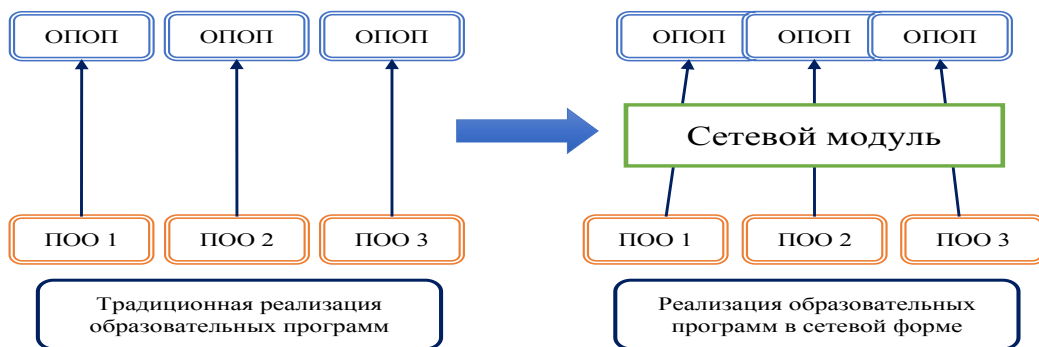 ОПОП ОПОП ОПОП
ОПОП ОПОП ОПОП
Сетевой модуль
ПОО 1 ПОО 2 ПОО 3
ПОО 1 ПОО 2 ПОО 3
Традиционная реализация
образовательных программ
Реализация образовательных
программ в сетевой форме